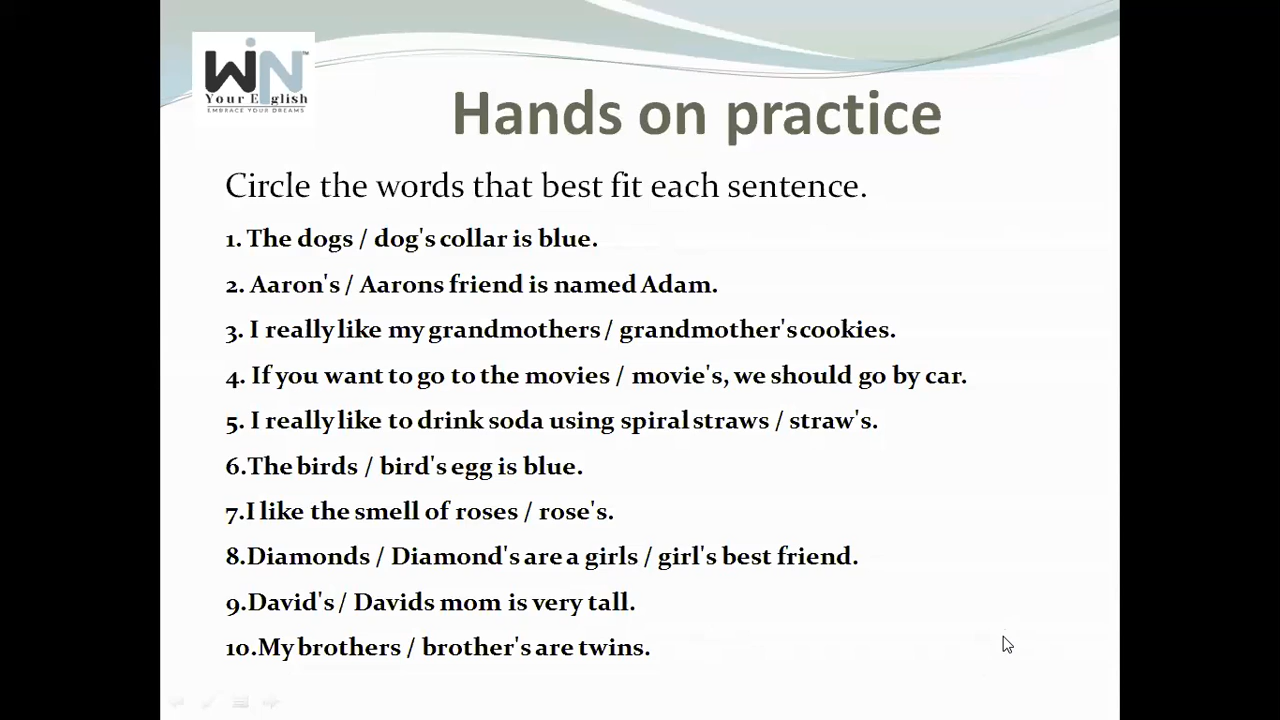 WiN™
Your English
EMBRACE YOUR DREAMS
Hands on practice
Circle the words that best fit each sentence.
1. The dogs / dog's collar is blue.
2. Aaron's / Aarons friend is named Adam.
3. I really like my grandmothers / grandmother's cookies.
4. If you want to go to the movies / movie's, we should go by car.
5. I really like to drink soda using spiral straws / straw's.
6.The birds / bird's egg is blue.
7.I like the smell of roses / rose's.
8.Diamonds / Diamond's are a girls / girl's best friend.
9.David's / Davids mom is very tall.
10.My brothers / brother's are twins.